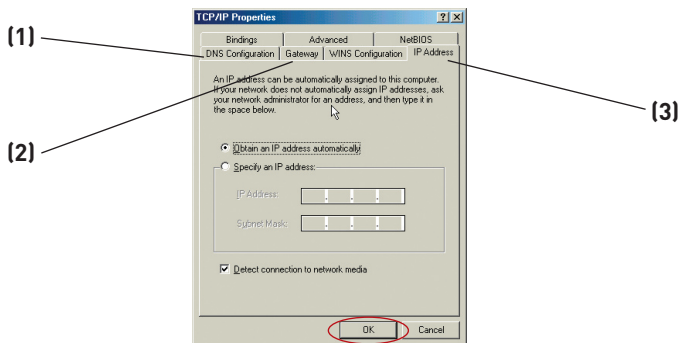 TCP/IP Properties
Bindings Advanced NetBIOS
DNS Configuration Gateway WINS Configuration IP Address
(1)
(2)
(3)
An IP address can be automatically assigned to this computer.
If your network does not automatically assign IP addresses, ask
your network administrator for an address, and then type it in
the space below.
Obtain an IP address automatically
Specify an IP address:
IP Address:
Subnet Mask:
Detect connection to network media
OK Cancel